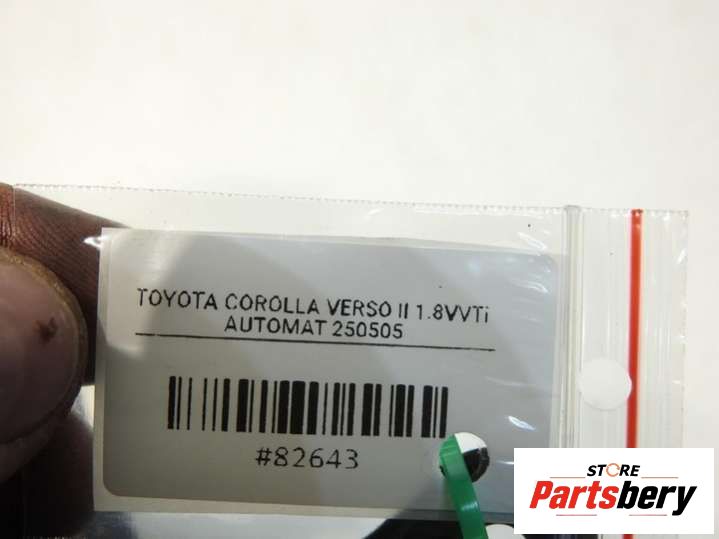 TOYOTA COROLLA VERSO II 1.8VVTi
AUTOMAT 250505
#82643
STORE
Partsbery